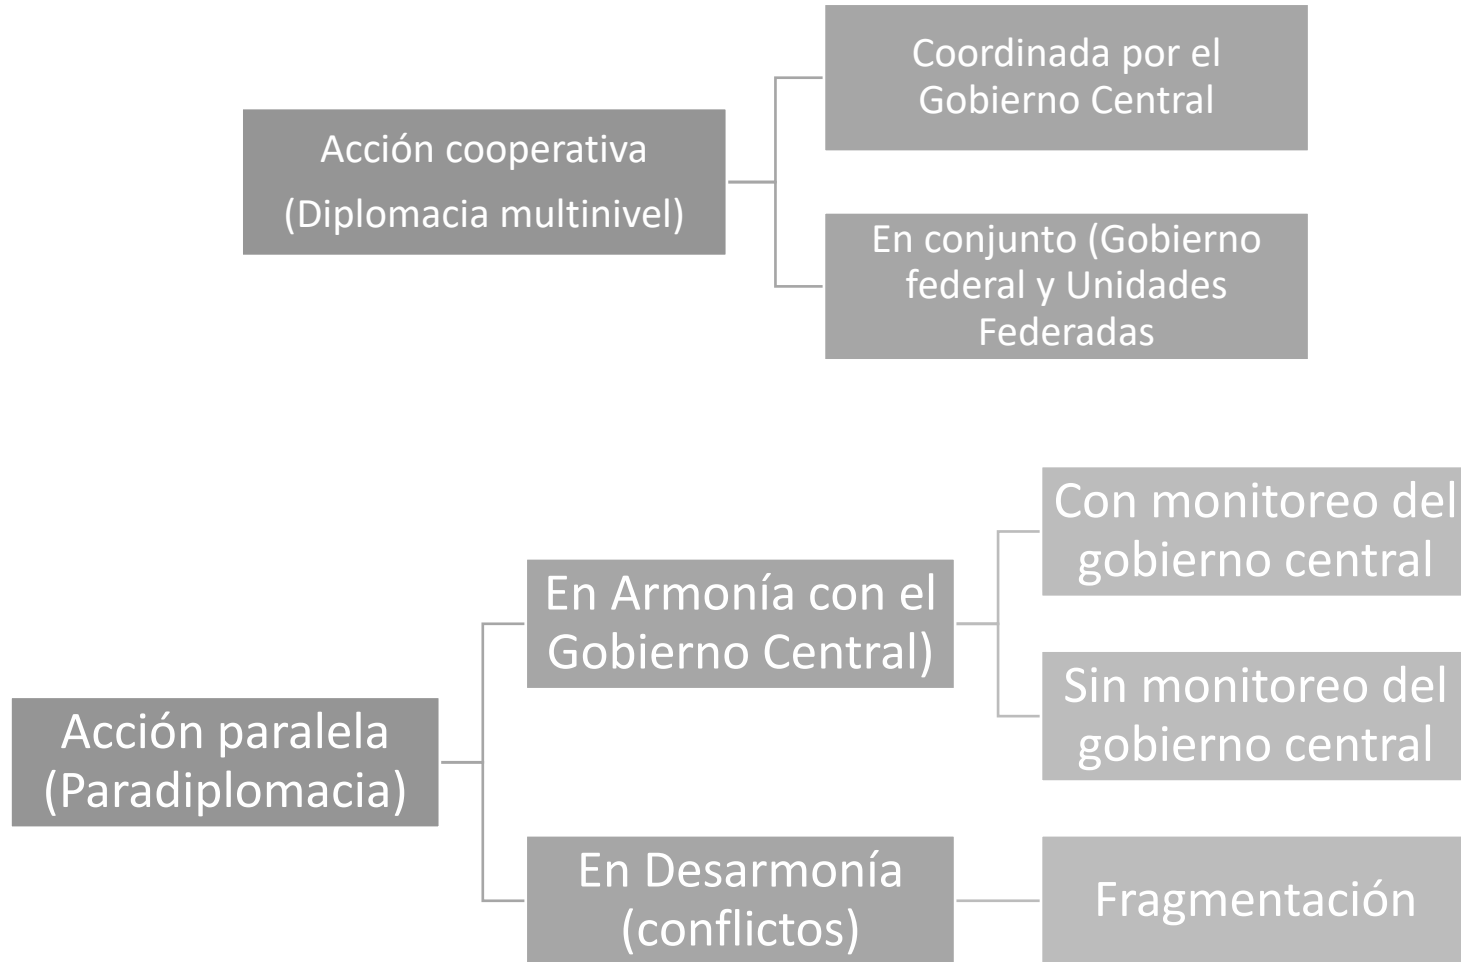 Coordinada por el
Gobierno Central
Acción cooperativa
(Diplomacia multinivel)
En conjunto (Gobierno
federal y Unidades
Federadas
Con monitoreo del
gobierno central
En Armonía con el
Gobierno Central)
Sin monitoreo del
gobierno central
Acción paralela
(Paradiplomacia)
En Desarmonía
(conflictos)
Fragmentación